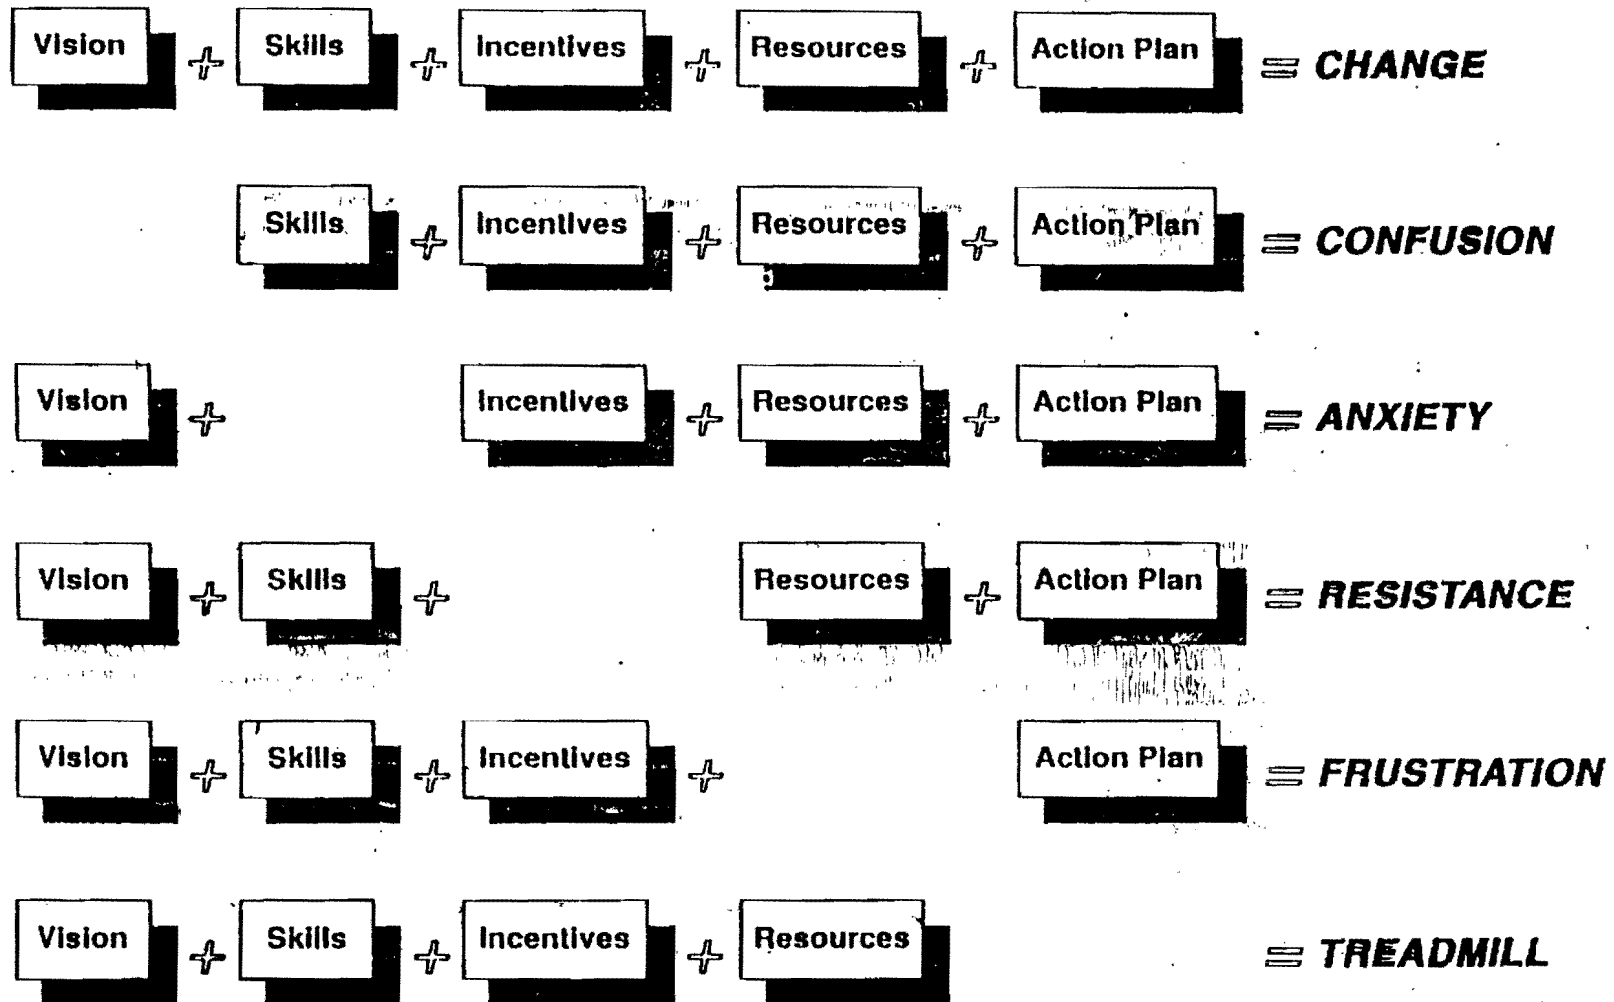 Vision + Skills + Incentives + Resources + Action Plan = CHANGE
Skills + Incentives + Resources + Action Plan = CONFUSION
Vision + Incentives + Resources + Action Plan = ANXIETY
Vision + Skills + Resources + Action Plan = RESISTANCE
Vision + Skills + Incentives + Action Plan = FRUSTRATION
Vision + Skills + Incentives + Resources = TREADMILL